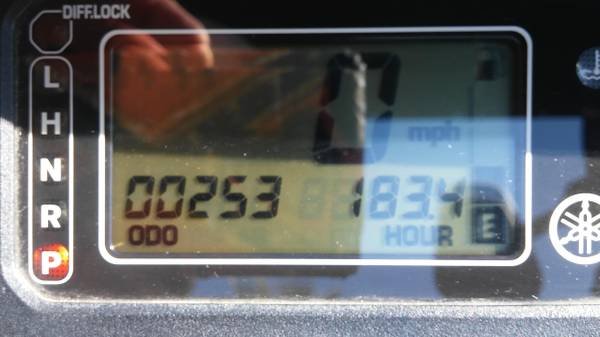 DIFF.LOCK
L
H
N
R
P
0 mph
00253 183.4
ODO HOUR E